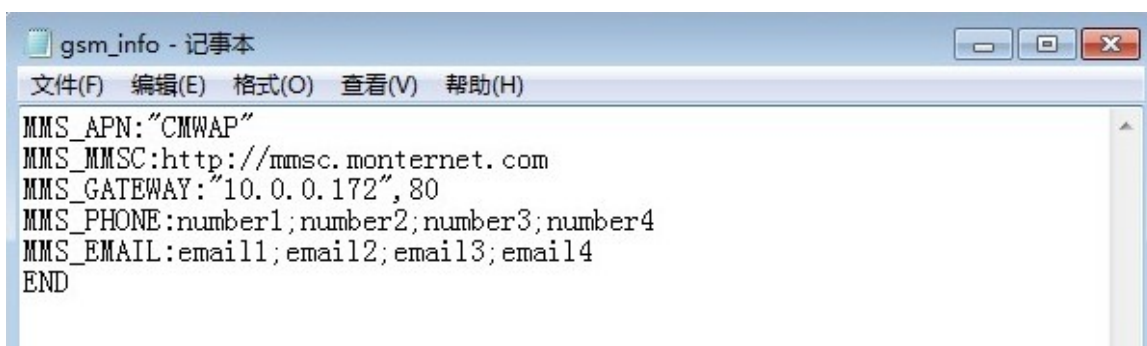 gsm_info - 记事本
文件(F) 编辑(E) 格式(O) 查看(V) 帮助(H)
MMS_APN:"CMWAP"
MMS_MMSC:http://mmsc.monternet.com
MMS_GATEWAY:"10.0.0.172",80
MMS_PHONE:number1;number2;number3;number4
MMS_EMAIL:email1;email2;email3;email4
END